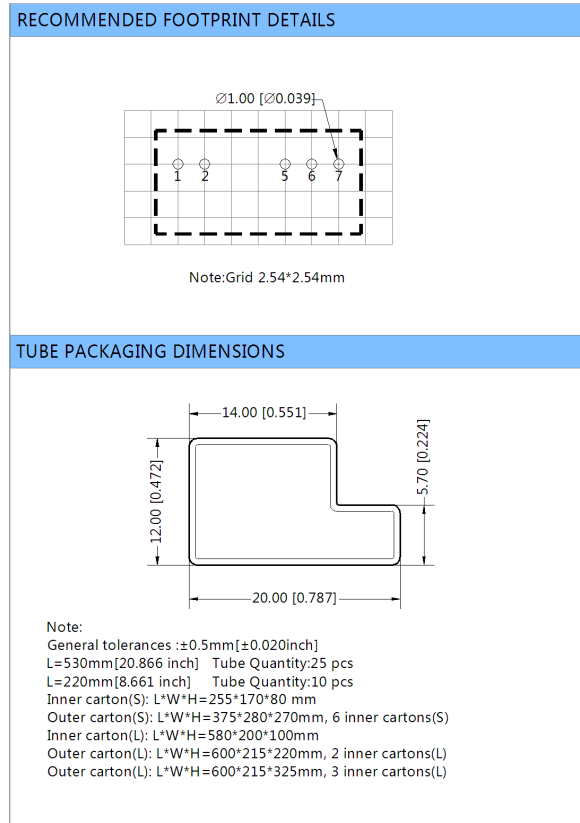 RECOMMENDED FOOTPRINT DETAILS
∅1.00 [∅0.039]
1 2 5 6 7
Note:Grid 2.54*2.54mm
TUBE PACKAGING DIMENSIONS
14.00 [0.551]
12.00 [0.472]
5.70 [0.224]
20.00 [0.787]
Note:
General tolerances :±0.5mm[±0.020inch]
L=530mm[20.866 inch] Tube Quantity:25 pcs
L=220mm[8.661 inch] Tube Quantity:10 pcs
Inner carton(S): L*W*H=255*170*80 mm
Outer carton(S): L*W*H=375*280*270mm, 6 inner cartons(S)
Inner carton(L): L*W*H=580*200*100mm
Outer carton(L): L*W*H=600*215*220mm, 2 inner cartons(L)
Outer carton(L): L*W*H=600*215*325mm, 3 inner cartons(L)